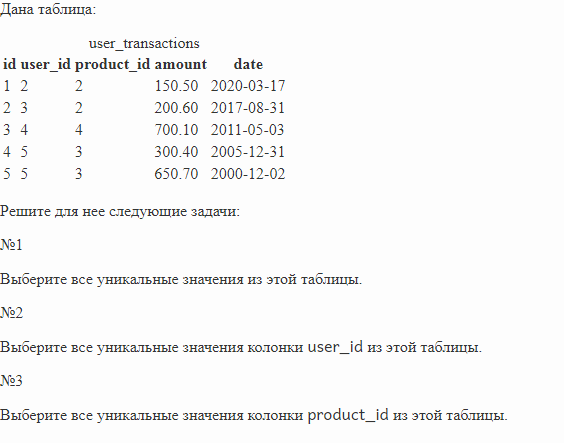 Дана таблица:
user_transactions
id user_id product_id amount date
1 2 2 150.50 2020-03-17
2 3 2 200.60 2017-08-31
3 4 4 700.10 2011-05-03
4 5 3 300.40 2005-12-31
5 5 3 650.70 2000-12-02
Решите для нее следующие задачи:
№1
Выберите все уникальные значения из этой таблицы.
№2
Выберите все уникальные значения колонки user_id из этой таблицы.
№3
Выберите все уникальные значения колонки product_id из этой таблицы.